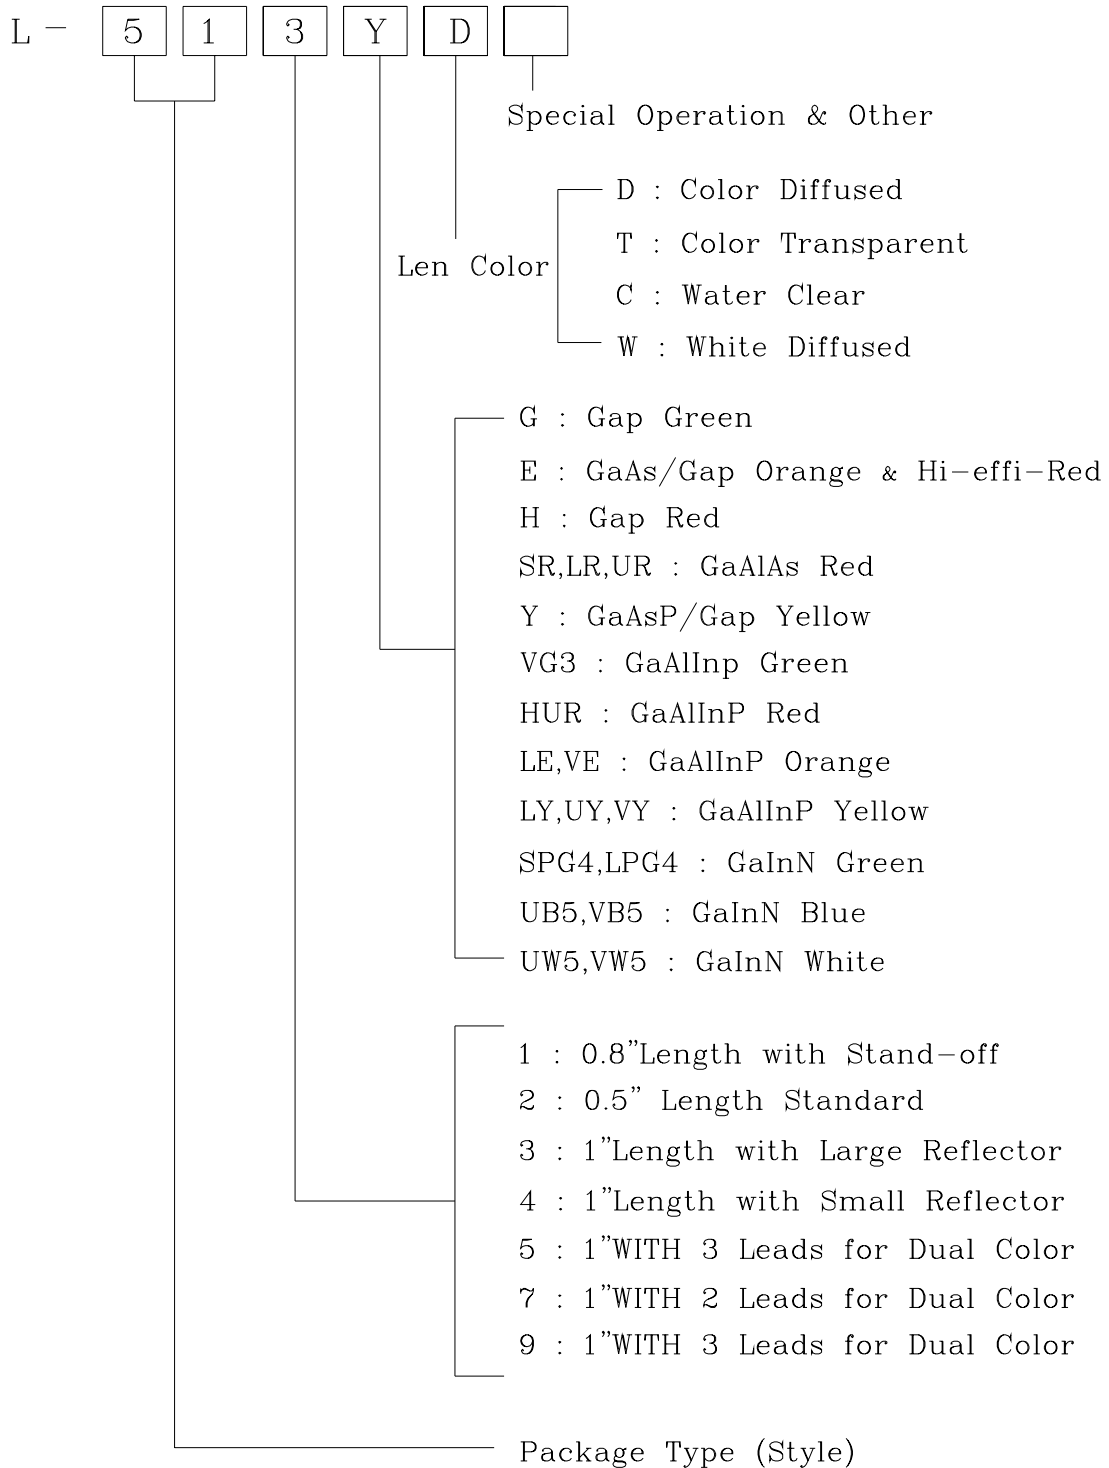 L- 5 1 3 Y D
Special Operation & Other
D : Color Diffused
T : Color Transparent
Len Color
C : Water Clear
W : White Diffused
G : Gap Green
E : GaAs/Gap Orange & Hi-effi-Red
H : Gap Red
SR,LR,UR : GaAlAs Red
Y : GaAsP/Gap Yellow
VG3 : GaAlInp Green
HUR : GaAlInP Red
LE,VE : GaAlInP Orange
LY,UY,VY : GaAlInP Yellow
SPG4,LPG4 : GaInN Green
UB5,VB5 : GaInN Blue
UW5,VW5 : GaInN White
1 : 0.8"Length with Stand-off
2 : 0.5" Length Standard
3 : 1"Length with Large Reflector
4 : 1"Length with Small Reflector
5 : 1"WITH 3 Leads for Dual Color
7 : 1"WITH 2 Leads for Dual Color
9 : 1"WITH 3 Leads for Dual Color
Package Type (Style)